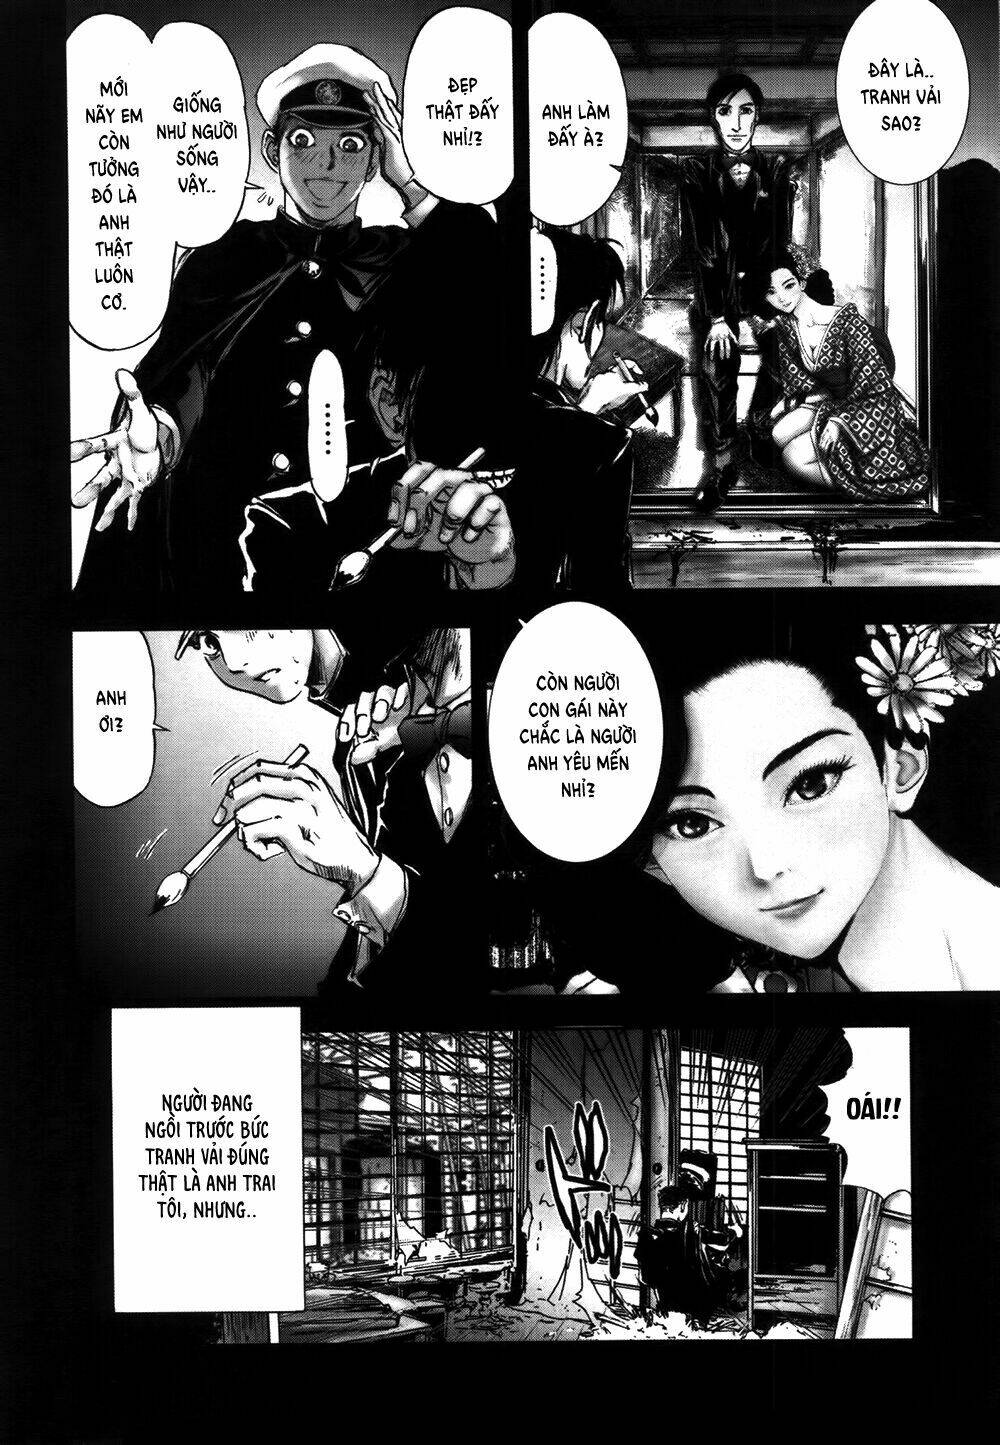 ĐÂY LÀ..
TRANH VẢI
SAO?
ANH LÀM
ĐẤY À?
........
ĐẸP
THẬT ĐẤY
NHỈ!?
GIỐNG
NHƯ NGƯỜI
SỐNG
VẬY..
MỚI
NÃY EM
CÒN
TƯỞNG
ĐÓ LÀ
ANH
THẬT
LUÔN
CƠ.
......
CÒN NGƯỜI
CON GÁI NÀY
CHẮC LÀ NGƯỜI
ANH YÊU MẾN
NHỈ?
ANH
ƠI?
OÁI!!
NGƯỜI ĐANG
NGỒI TRƯỚC BỨC
TRANH VẢI ĐÚNG
THẬT LÀ ANH TRAI
TÔI, NHƯNG..